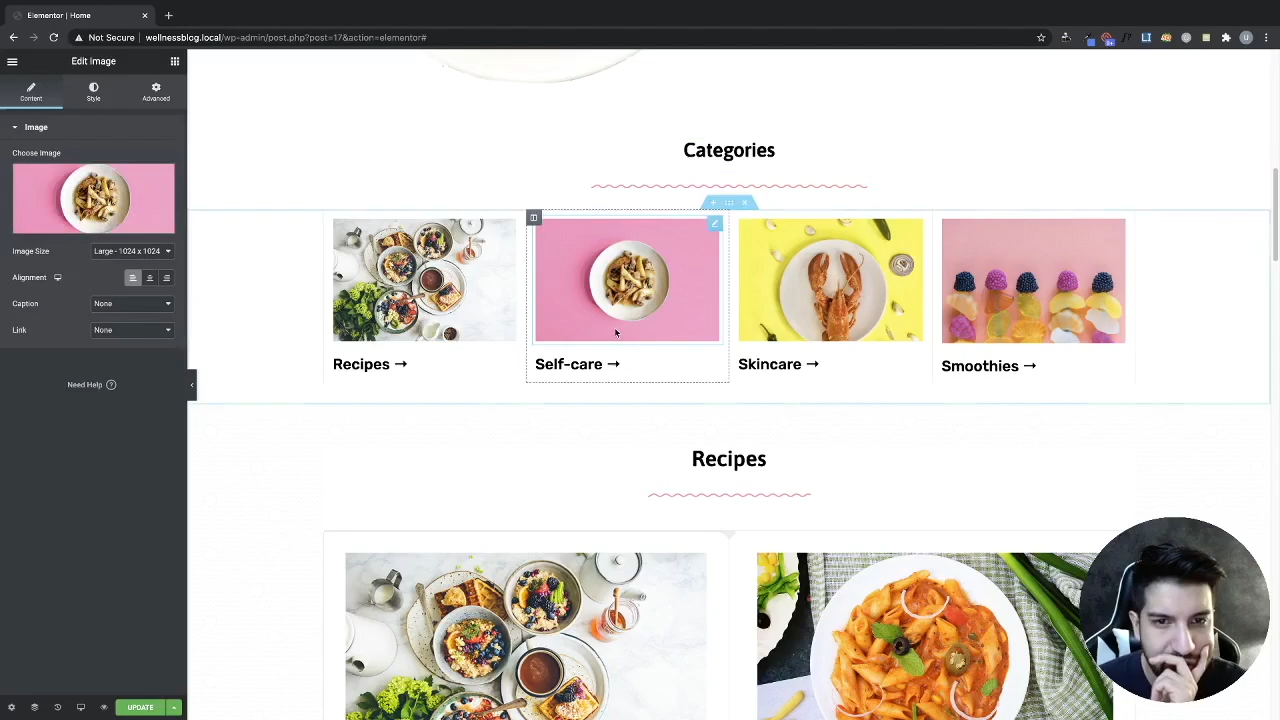 Elementor | Home
Not Secure
wellnessblog.local/wp-admin/post.php?post=17&action=elementor#
Edit Image
Content
Style
Advanced
Image
Choose Image
Image Size
Large - 1024 x 1024
Alignment
Caption
None
Link
None
Need Help
UPDATE
Categories
Recipes →
Self-care →
Skincare →
Smoothies →
Recipes